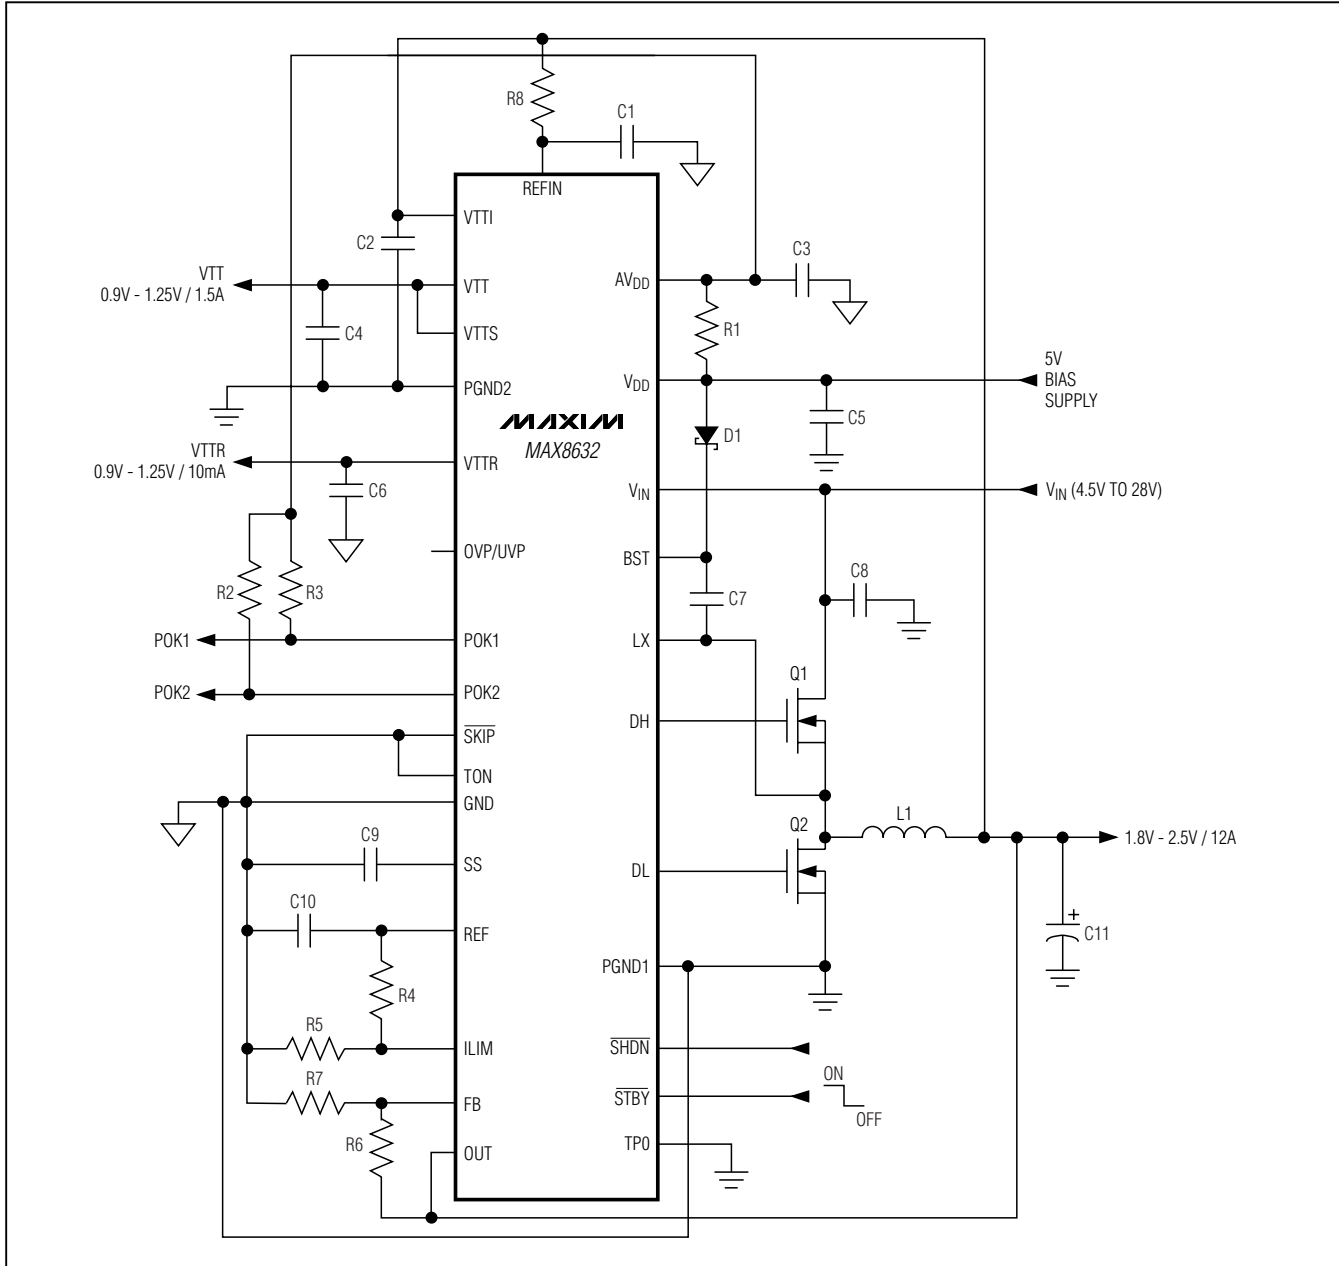 R8
C1
REFIN
VTTI
C2
C3
AVDD
VTT
0.9V - 1.25V / 1.5A
VTT
C4
R1
VTTS
5V
BIAS
SUPPLY
VDD
PGND2
C5
D1
MAXIM
MAX8632
VTTR
0.9V - 1.25V / 10mA
VTTR
C6
VIN
VIN (4.5V TO 28V)
OVP/UVP
BST
C8
R2
R3
C7
POK1
POK1
LX
Q1
POK2
POK2
DH
SKIP
TON
GND
L1
C9
Q2
1.8V - 2.5V / 12A
SS
DL
C10
REF
C11
PGND1
R4
R5
ILIM
SHDN
ON
R7
FB
STBY
OFF
R6
OUT
TP0